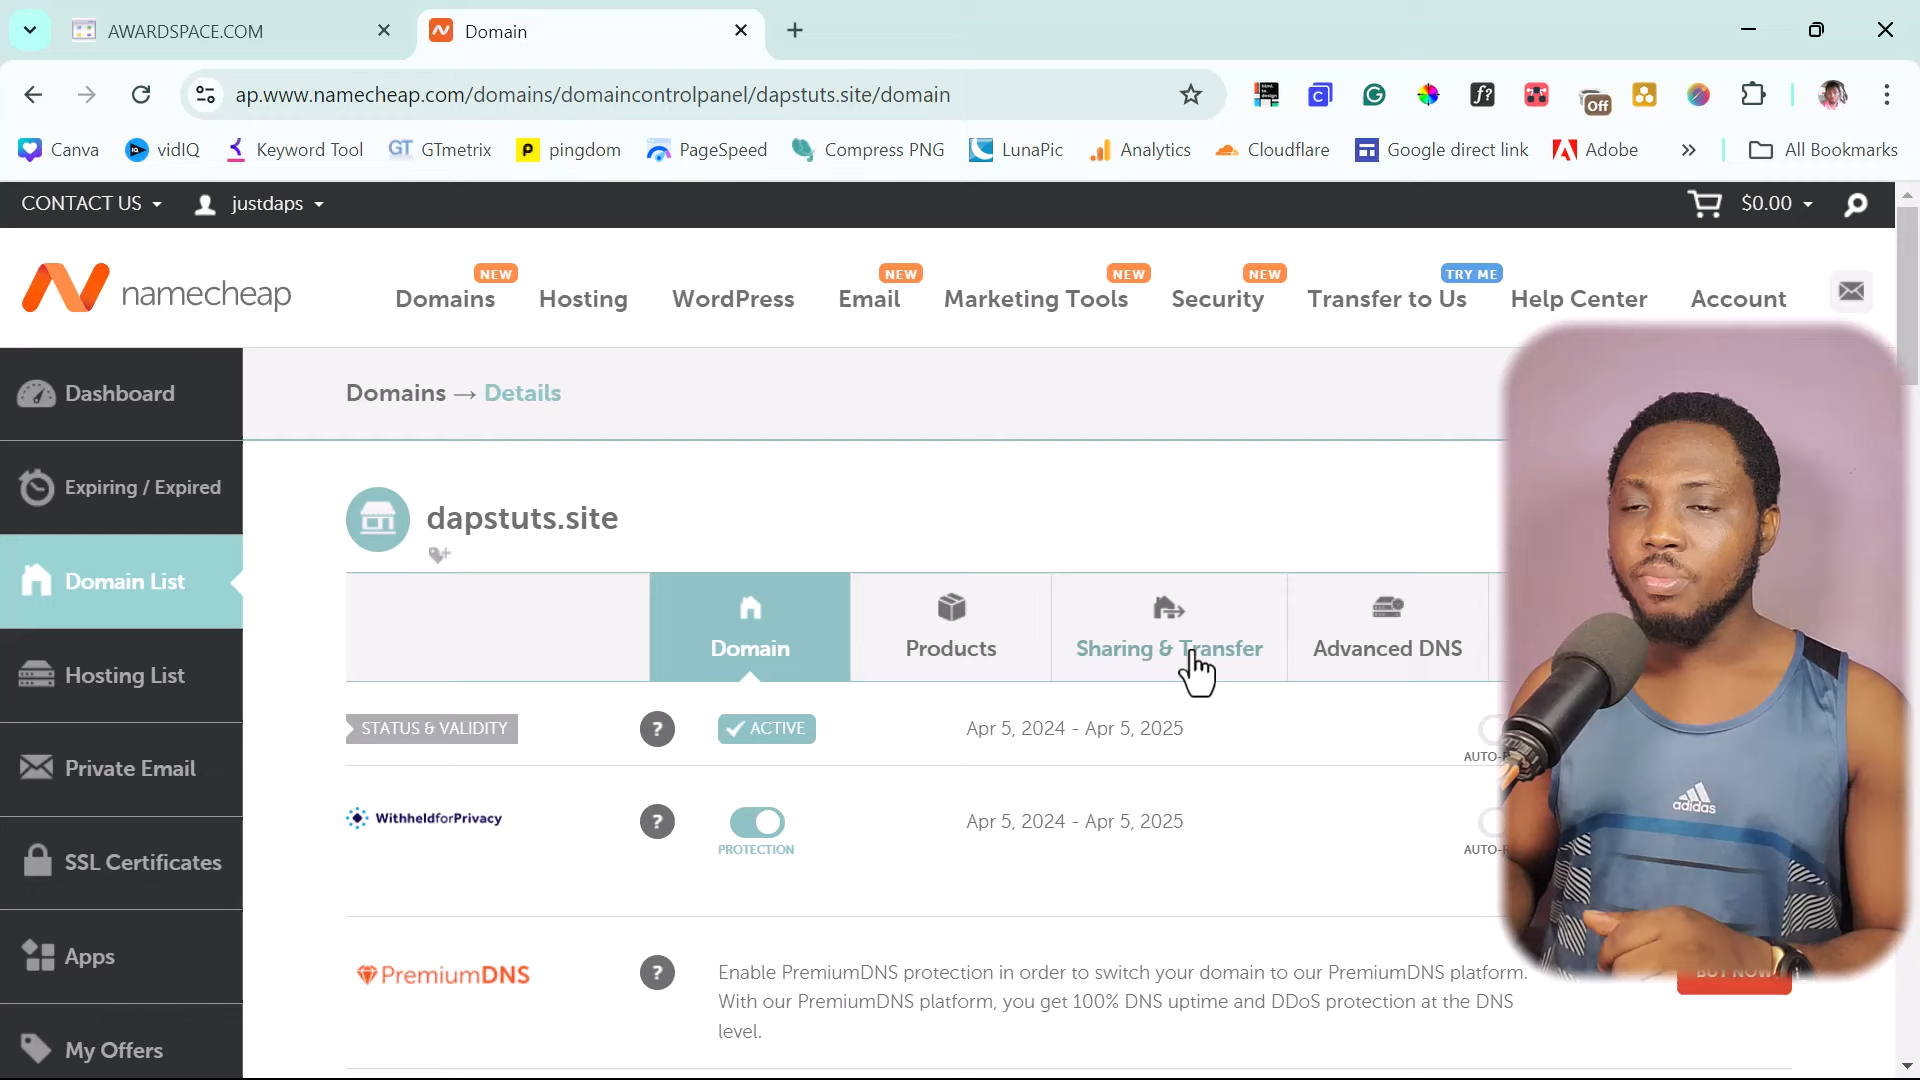 AWARDSPACE.COM
Domain
ap.www.namecheap.com/domains/domaincontrolpanel/dapstuts.site/domain
f?
Off
Canva
vidIQ
Keyword Tool
GT GTmetrix
p pingdom
PageSpeed
Compress PNG
LunaPic
Analytics
Cloudflare
Google direct link
Adobe
All Bookmarks
CONTACT US
justdaps
$0.00
namecheap
NEW
Domains
Hosting
WordPress
NEW
Email
NEW
Marketing Tools
NEW
Security
TRY ME
Transfer to Us
Help Center
Account
Dashboard
Expiring / Expired
Domain List
Hosting List
Private Email
SSL Certificates
Apps
My Offers
Domains → Details
dapstuts.site
Domain
Products
Sharing & Transfer
Advanced DNS
STATUS & VALIDITY
?
ACTIVE
Apr 5, 2024 - Apr 5, 2025
WithheldforPrivacy
?
PROTECTION
Apr 5, 2024 - Apr 5, 2025
PremiumDNS
?
Enable PremiumDNS protection in order to switch your domain to our PremiumDNS platform.
With our PremiumDNS platform, you get 100% DNS uptime and DDoS protection at the DNS
level.
BUY NOW
adidas